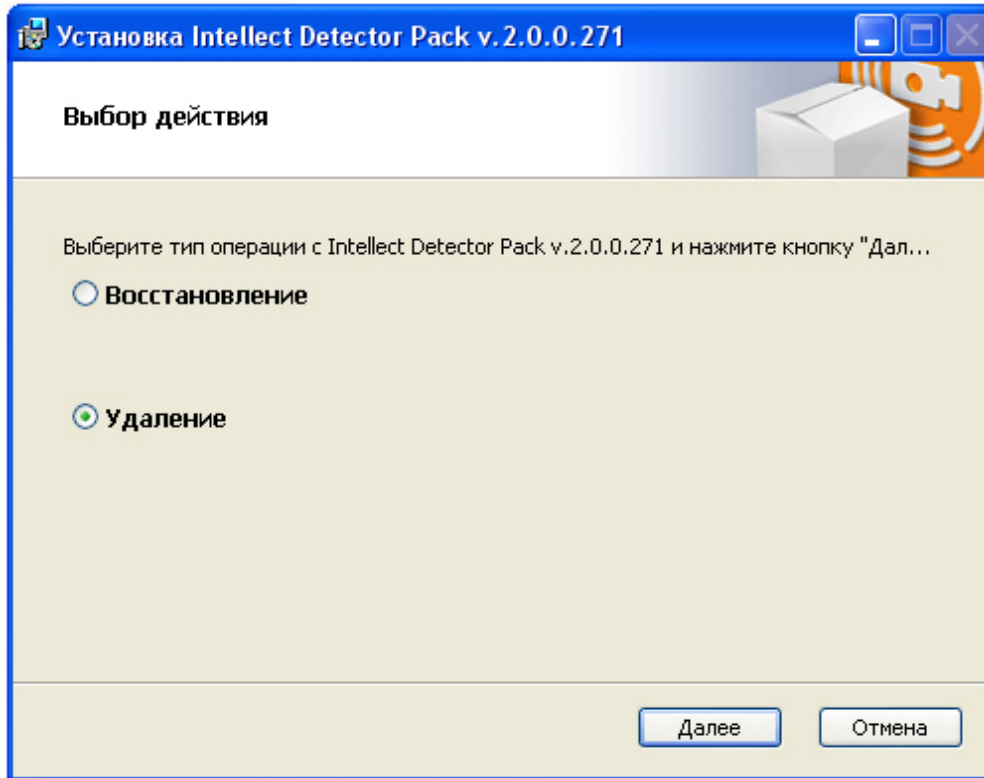 Установка Intellect Detector Pack v.2.0.0.271
Выбор действия
Выберите тип операции с Intellect Detector Pack v.2.0.0.271 и нажмите кнопку "Дал...
Восстановление
Удаление
Далее
Отмена